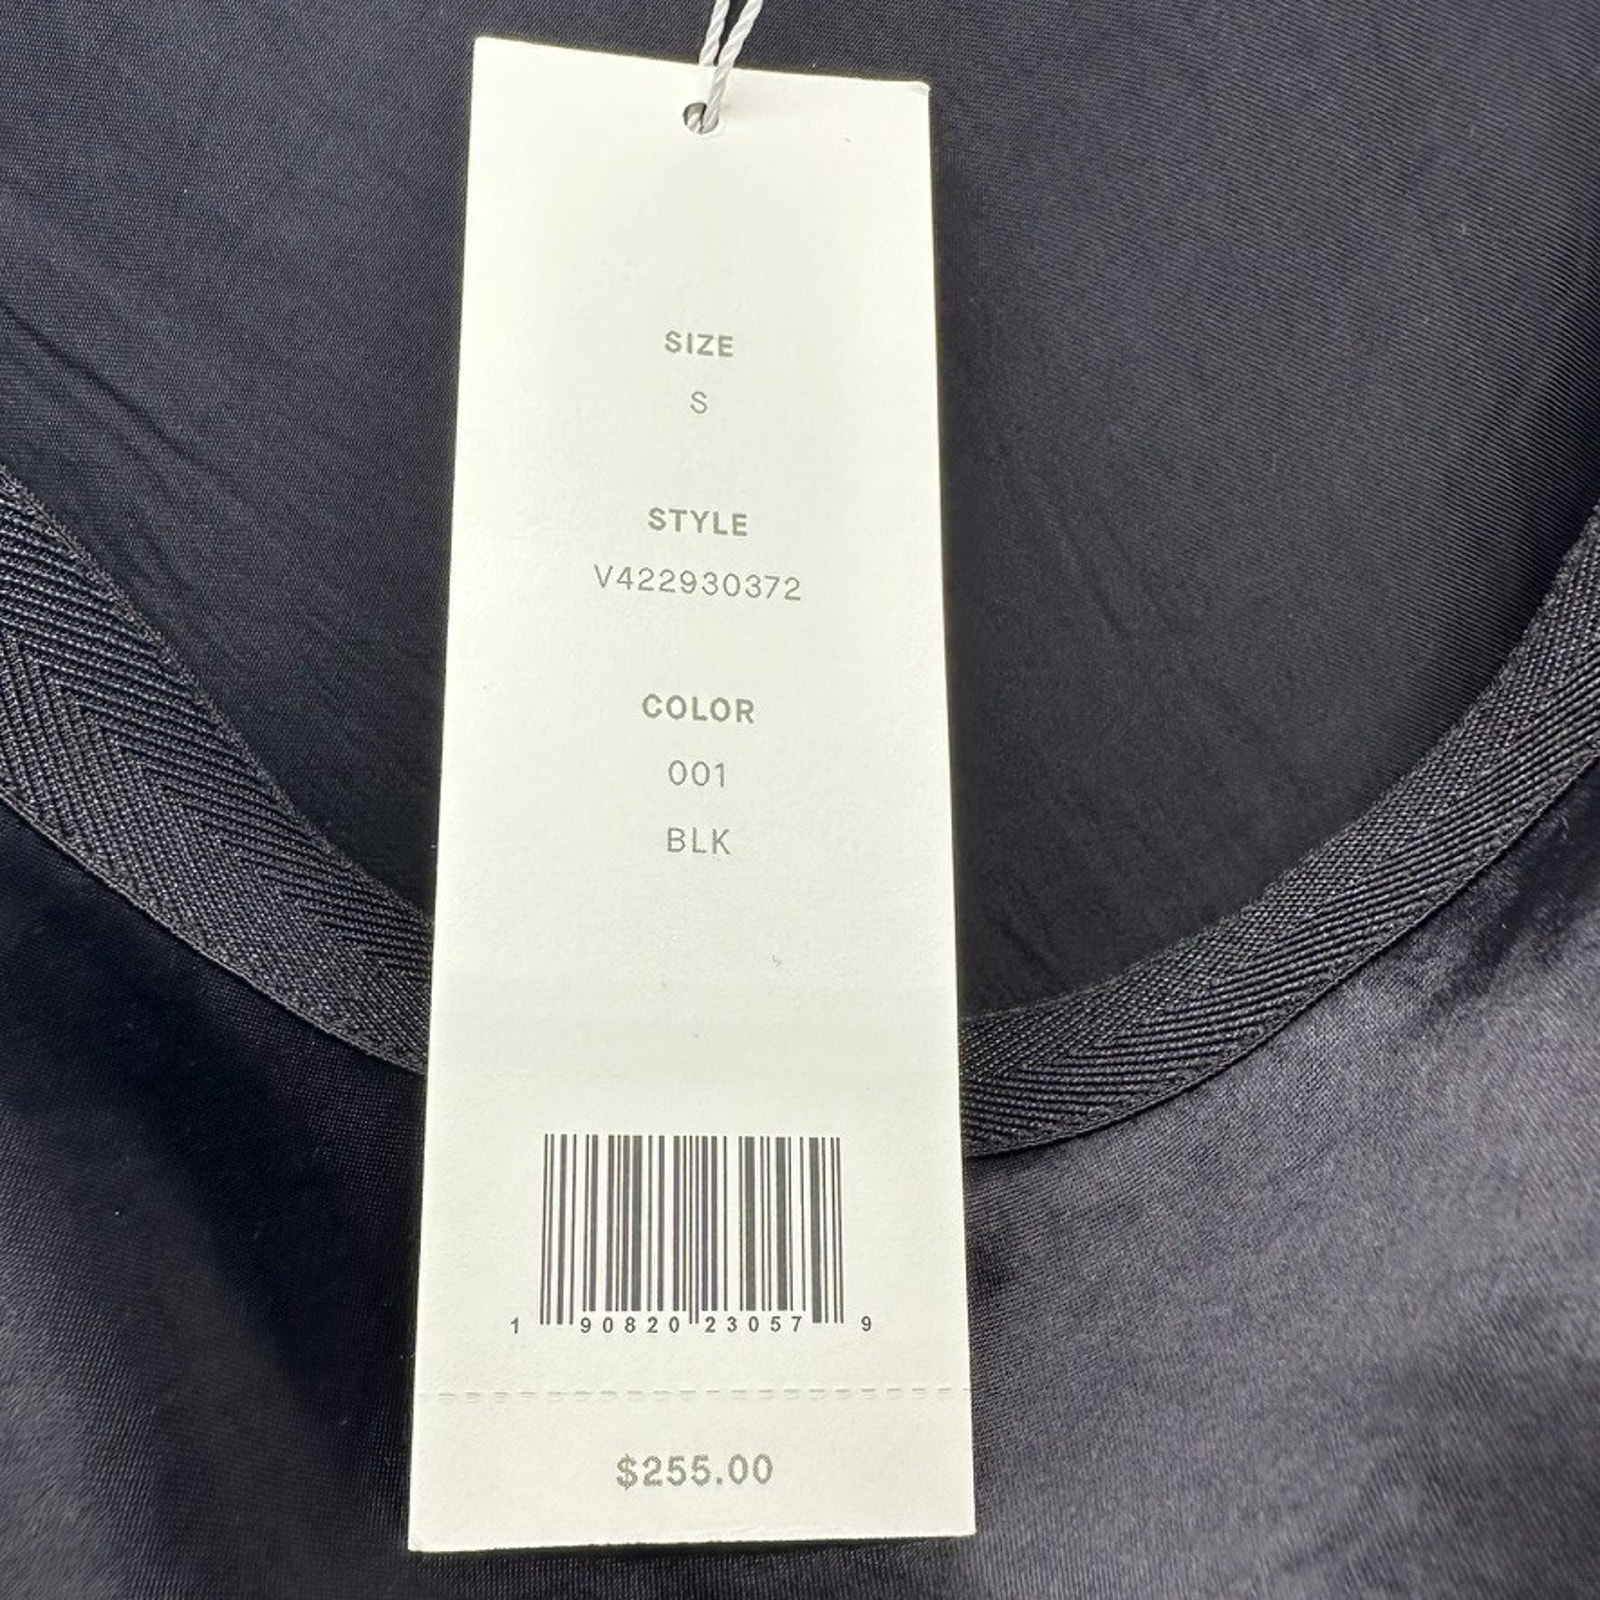 SIZE
S
STYLE
V422930372
COLOR
001
BLK
1 90820 23057 9
$255.00